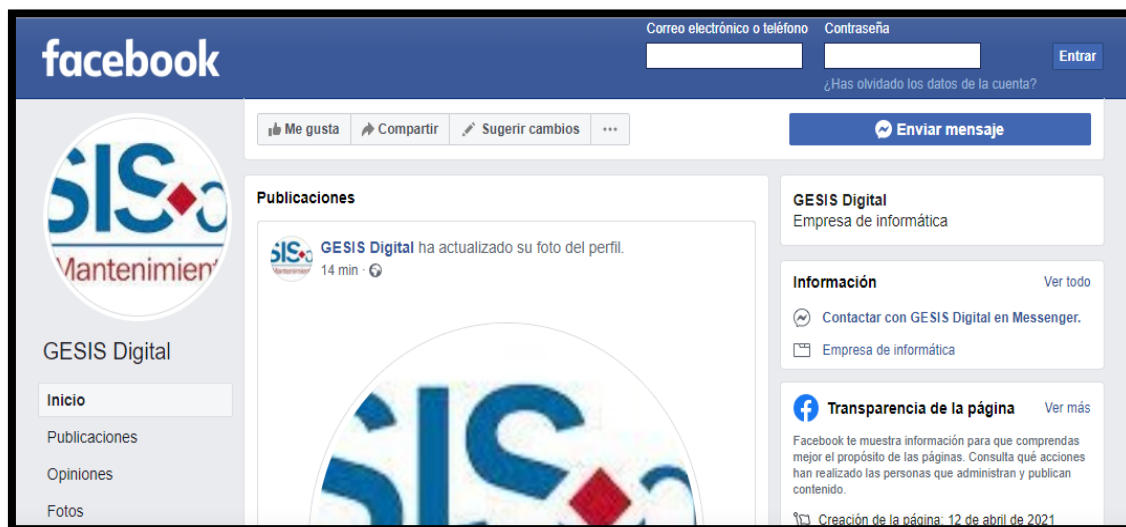 facebook
Correo electrónico o teléfono
Contraseña
Entrar
¿Has olvidado los datos de la cuenta?
SIS
Mantenimien
GESIS Digital
Inicio
Publicaciones
Opiniones
Fotos
Me gusta
Compartir
Sugerir cambios
Enviar mensaje
Publicaciones
GESIS Digital ha actualizado su foto del perfil.
14 min ·
SIS
GESIS Digital
Empresa de informática
Información
Ver todo
Contactar con GESIS Digital en Messenger.
Empresa de informática
Transparencia de la página
Ver más
Facebook te muestra información para que comprendas
mejor el propósito de las páginas. Consulta qué acciones
han realizado las personas que administran y publican
contenido.
Creación de la página: 12 de abril de 2021